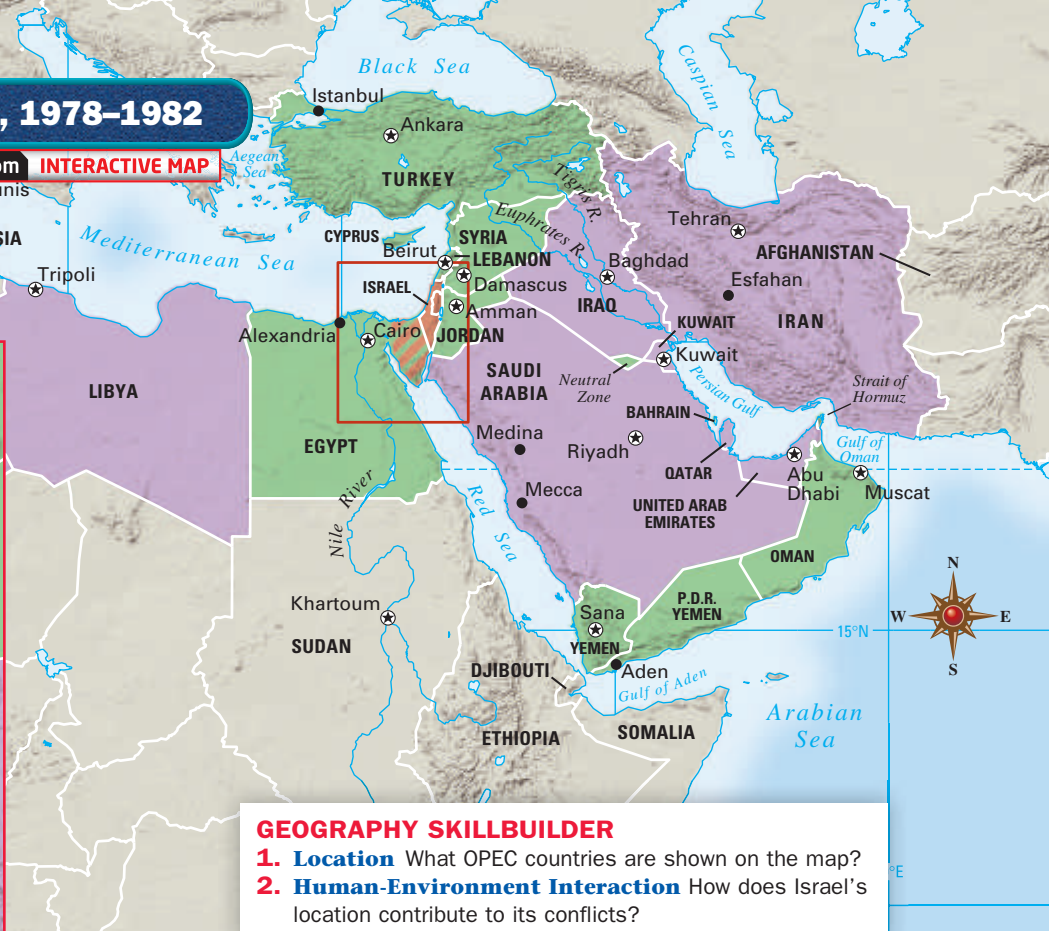 , 1978–1982
om INTERACTIVE MAP
Black Sea
Caspian Sea
Istanbul
Ankara
Aegean
Sea
TURKEY
Tigris R.
Euphrates R.
unis
SIA
Mediterranean Sea
CYPRUS
SYRIA
Beirut
LEBANON
Damascus
Tehran
AFGHANISTAN
Baghdad
Esfahan
Tripoli
ISRAEL
IRAQ
Amman
Alexandria
Cairo
JORDAN
KUWAIT
Kuwait
IRAN
LIBYA
SAUDI
ARABIA
Neutral
Zone
Persian Gulf
Strait of
Hormuz
BAHRAIN
EGYPT
Medina
Riyadh
Gulf of
Oman
QATAR
Abu
Dhabi
Muscat
Mecca
UNITED ARAB
EMIRATES
Nile River
Red Sea
OMAN
N
W
E
S
P.D.R.
YEMEN
Khartoum
Sana
YEMEN
15°N
SUDAN
DJIBOUTI
Aden
Gulf of Aden
ETHIOPIA
SOMALIA
Arabian
Sea
GEOGRAPHY SKILLBUILDER
1. Location What OPEC countries are shown on the map?
2. Human-Environment Interaction How does Israel's
location contribute to its conflicts?
°E